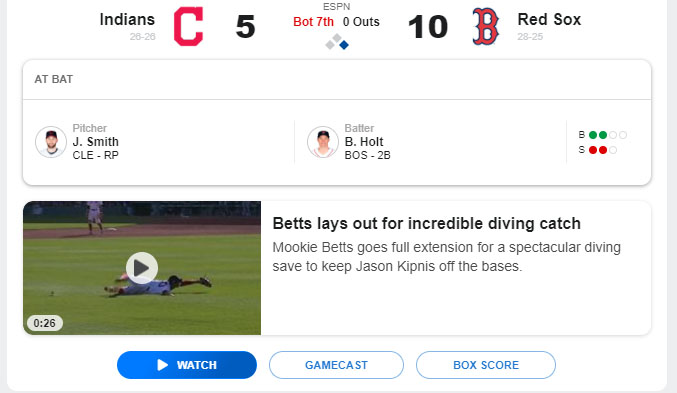 ESPN
Indians
26-26
5
Bot 7th 0 Outs
10
Red Sox
28-25
AT BAT
Pitcher
J. Smith
CLE - RP
Batter
B. Holt
BOS - 2B
B
S
Betts lays out for incredible diving catch
Mookie Betts goes full extension for a spectacular diving
save to keep Jason Kipnis off the bases.
0:26
WATCH
GAMECAST
BOX SCORE